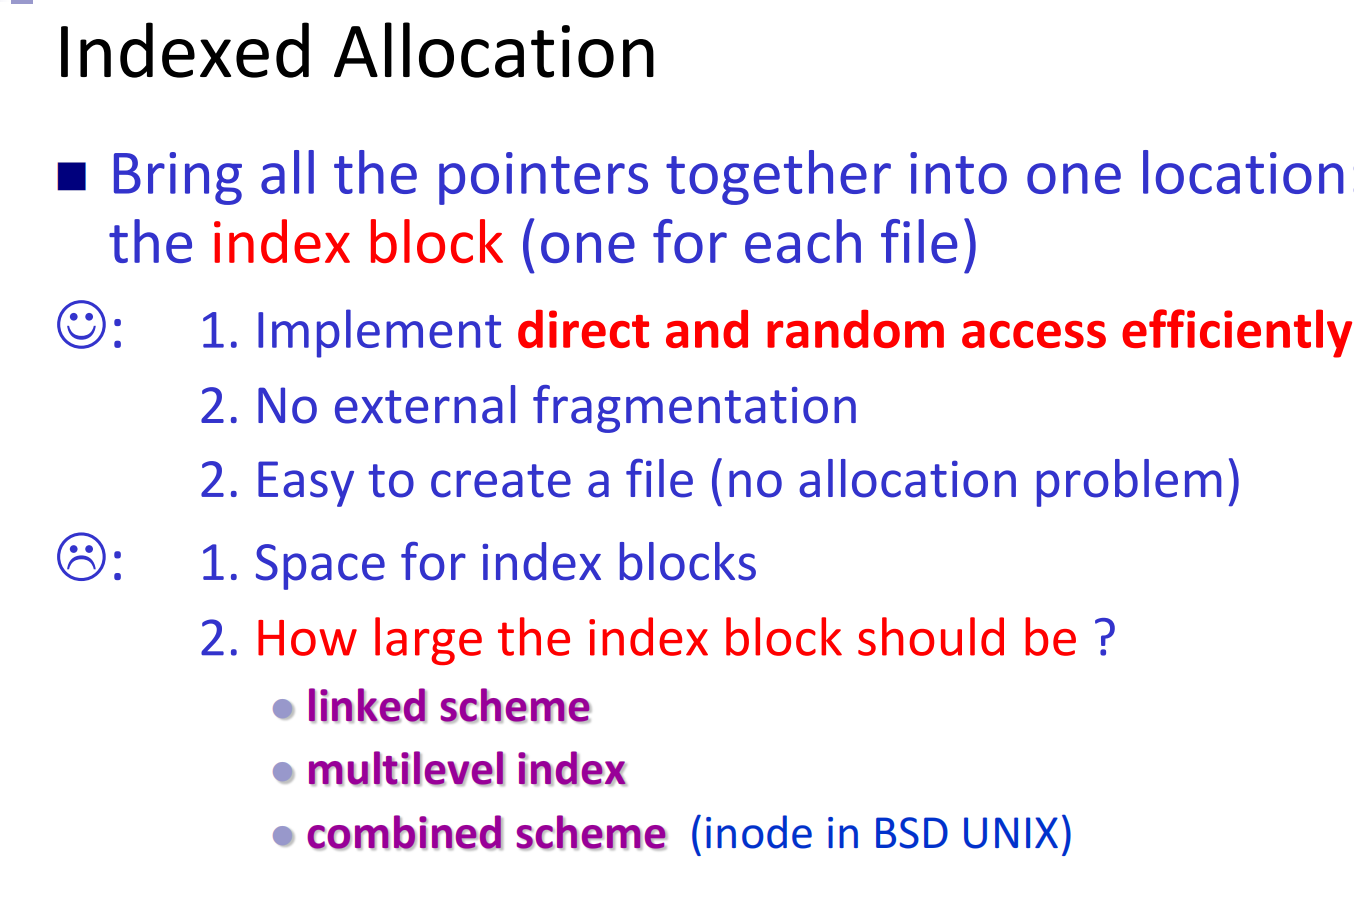 Indexed Allocation
■ Bring all the pointers together into one location:
the index block (one for each file)
☺: 1. Implement direct and random access efficiently
2. No external fragmentation
2. Easy to create a file (no allocation problem)
☹: 1. Space for index blocks
2. How large the index block should be ?
● linked scheme
● multilevel index
● combined scheme (inode in BSD UNIX)